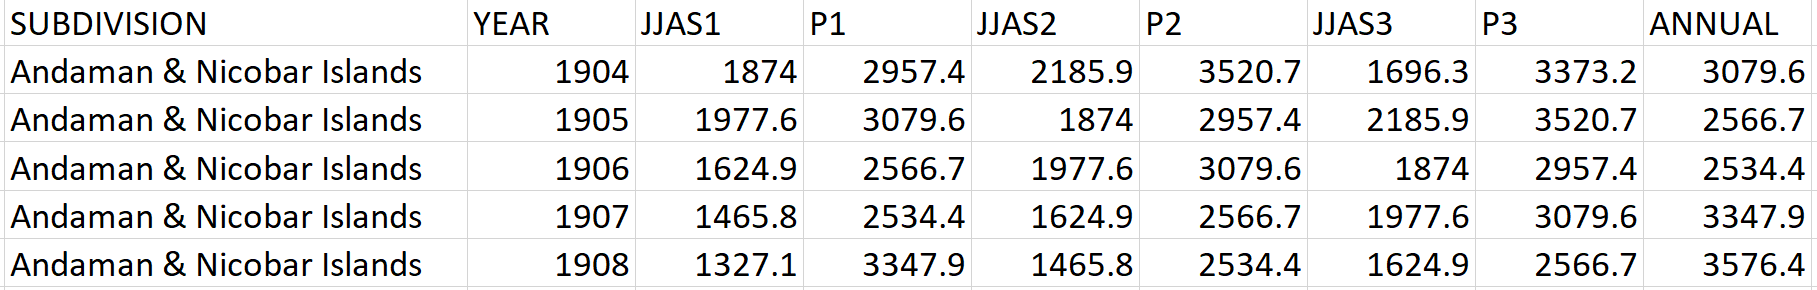 SUBDIVISION YEAR JJAS1 P1 JJAS2 P2 JJAS3 P3 ANNUAL
Andaman & Nicobar Islands 1904 1874 2957.4 2185.9 3520.7 1696.3 3373.2 3079.6
Andaman & Nicobar Islands 1905 1977.6 3079.6 1874 2957.4 2185.9 3520.7 2566.7
Andaman & Nicobar Islands 1906 1624.9 2566.7 1977.6 3079.6 1874 2957.4 2534.4
Andaman & Nicobar Islands 1907 1465.8 2534.4 1624.9 2566.7 1977.6 3079.6 3347.9
Andaman & Nicobar Islands 1908 1327.1 3347.9 1465.8 2534.4 1624.9 2566.7 3576.4